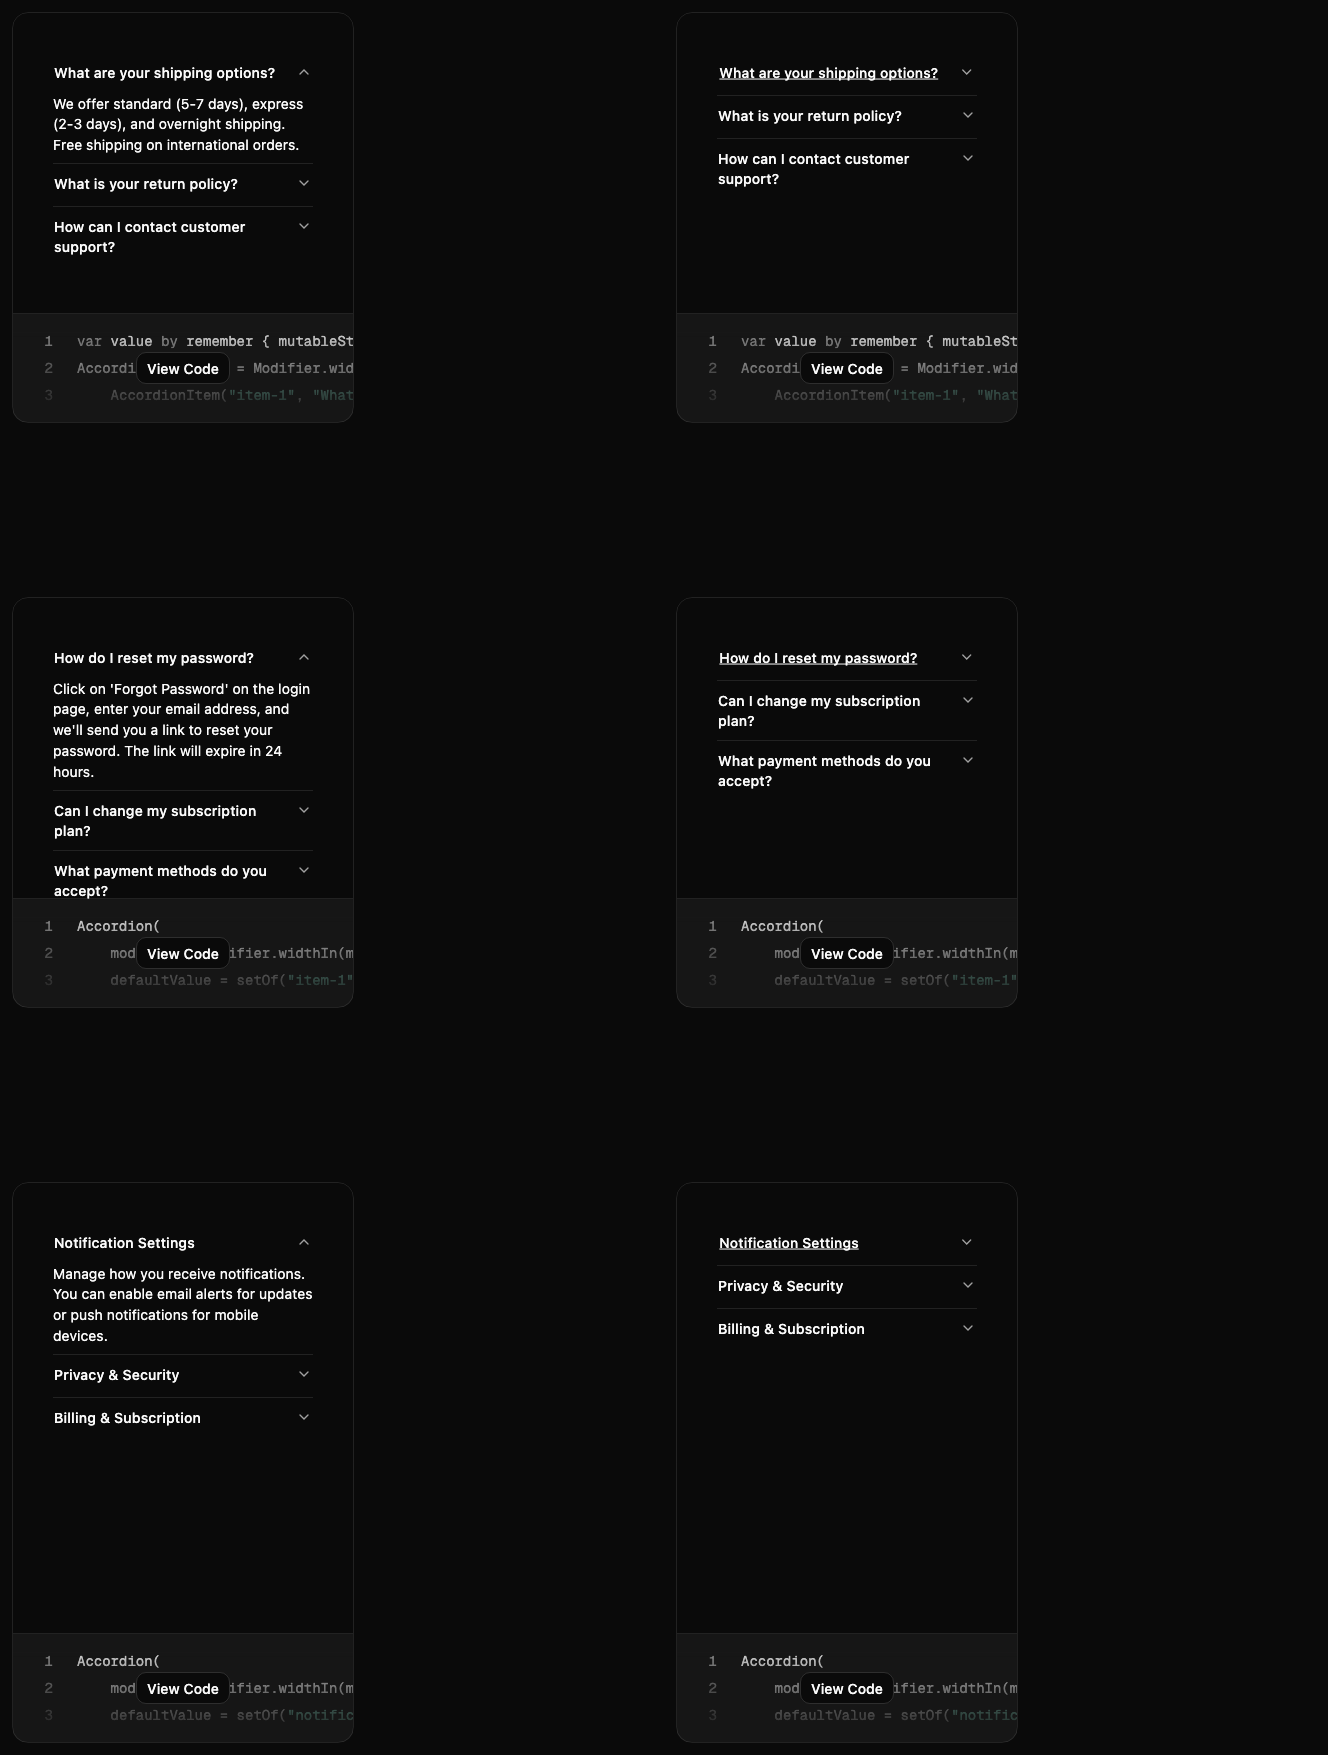 What are your shipping options?
We offer standard (5-7 days), express
(2-3 days), and overnight shipping.
Free shipping on international orders.
What is your return policy?
How can I contact customer
support?
1 var value by remember { mutableSt
2 Accordi View Code = Modifier.wid
3 AccordionItem("item-1", "What
What are your shipping options?
What is your return policy?
How can I contact customer
support?
1 var value by remember { mutableSt
2 Accordi View Code = Modifier.wid
3 AccordionItem("item-1", "What
How do I reset my password?
Click on 'Forgot Password' on the login
page, enter your email address, and
we'll send you a link to reset your
password. The link will expire in 24
hours.
Can I change my subscription
plan?
What payment methods do you
accept?
1 Accordion(
2 mod View Code ifier.widthIn(m
3 defaultValue = setOf("item-1"
How do I reset my password?
Can I change my subscription
plan?
What payment methods do you
accept?
1 Accordion(
2 mod View Code ifier.widthIn(m
3 defaultValue = setOf("item-1"
Notification Settings
Manage how you receive notifications.
You can enable email alerts for updates
or push notifications for mobile
devices.
Privacy & Security
Billing & Subscription
1 Accordion(
2 mod View Code ifier.widthIn(m
3 defaultValue = setOf("notific
Notification Settings
Privacy & Security
Billing & Subscription
1 Accordion(
2 mod View Code ifier.widthIn(m
3 defaultValue = setOf("notific